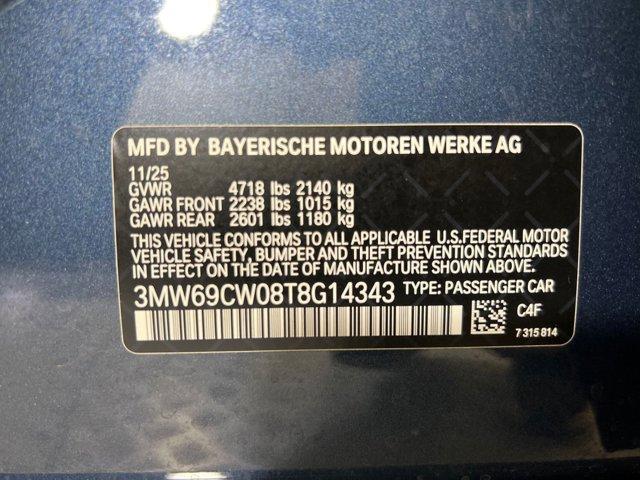 MFD BY BAYERISCHE MOTOREN WERKE AG
11/25
GVWR 4718 lbs 2140 kg
GAWR FRONT 2238 lbs 1015 kg
GAWR REAR 2601 lbs 1180 kg
THIS VEHICLE CONFORMS TO ALL APPLICABLE U.S.FEDERAL MOTOR
VEHICLE SAFETY, BUMPER AND THEFT PREVENTION STANDARDS
IN EFFECT ON THE DATE OF MANUFACTURE SHOWN ABOVE.
3MW69CW08T8G14343 TYPE: PASSENGER CAR
C4F
7 315 814